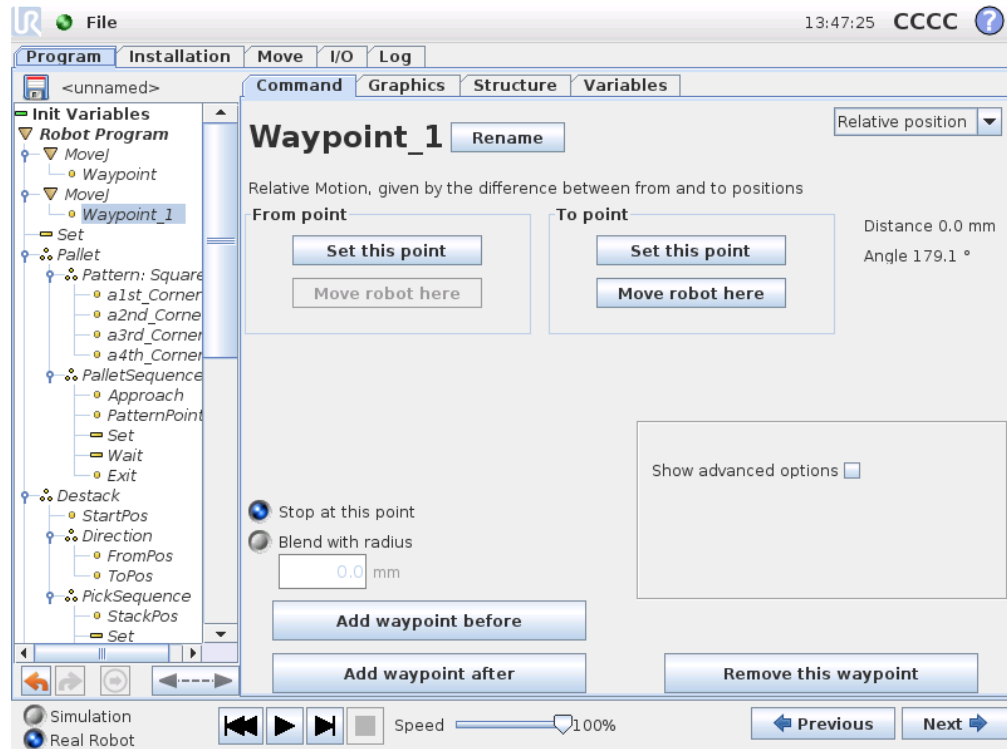 UR File 13:47:25 CCCC ?
Program Installation Move I/O Log
<unnamed>
Command Graphics Structure Variables
Init Variables
Robot Program
MoveJ
Waypoint
MoveJ
Waypoint_1
Set
Pallet
Pattern: Square
a1st_Corner
a2nd_Corne
a3rd_Corner
a4th_Corner
PalletSequence
Approach
PatternPoint
Set
Wait
Exit
Destack
StartPos
Direction
FromPos
ToPos
PickSequence
StackPos
Set
Waypoint_1 Rename Relative position
Relative Motion, given by the difference between from and to positions
From point To point
Set this point Set this point
Move robot here Move robot here
Distance 0.0 mm
Angle 179.1 °
Show advanced options
Stop at this point
Blend with radius
0.0 mm
Add waypoint before
Add waypoint after Remove this waypoint
Simulation
Real Robot
Speed 100%
Previous Next